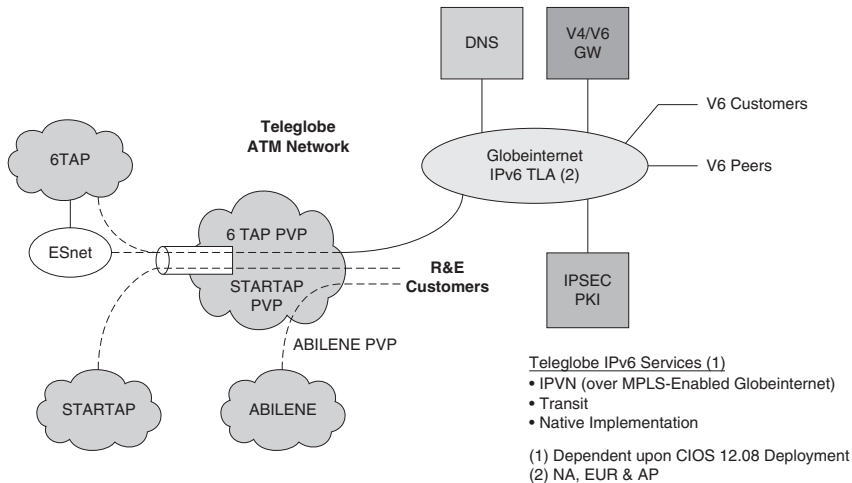 DNS
V4/V6
GW
V6 Customers
Teleglobe
ATM Network
6TAP
Globeinternet
IPv6 TLA (2)
V6 Peers
6 TAP PVP
ESnet
R&E
Customers
STARTAP
PVP
IPSEC
PKI
ABILENE PVP
STARTAP
ABILENE
Teleglobe IPv6 Services (1)
• IPVN (over MPLS-Enabled Globeinternet)
• Transit
• Native Implementation
(1) Dependent upon CIOS 12.08 Deployment
(2) NA, EUR & AP